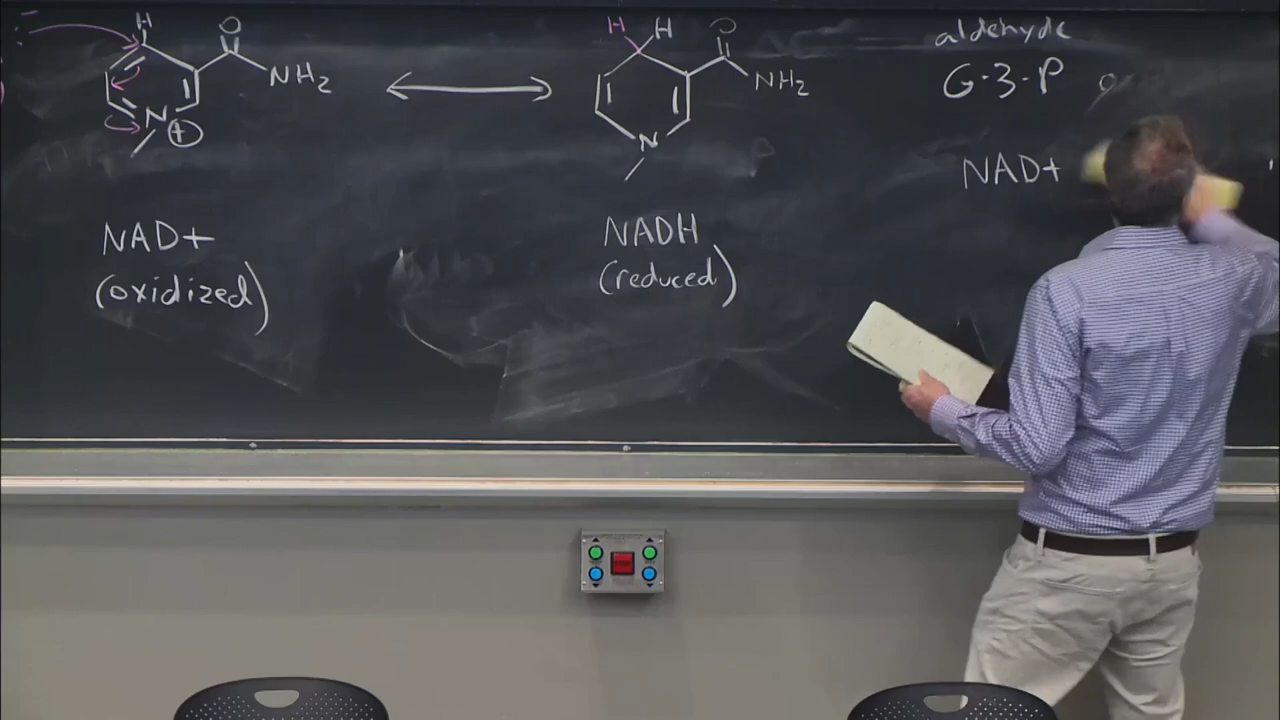 H
O
NH₂
N
+
NAD+
(oxidized)
H H
O
NH₂
N
NADH
(reduced)
aldehyde
G-3-P
NAD+